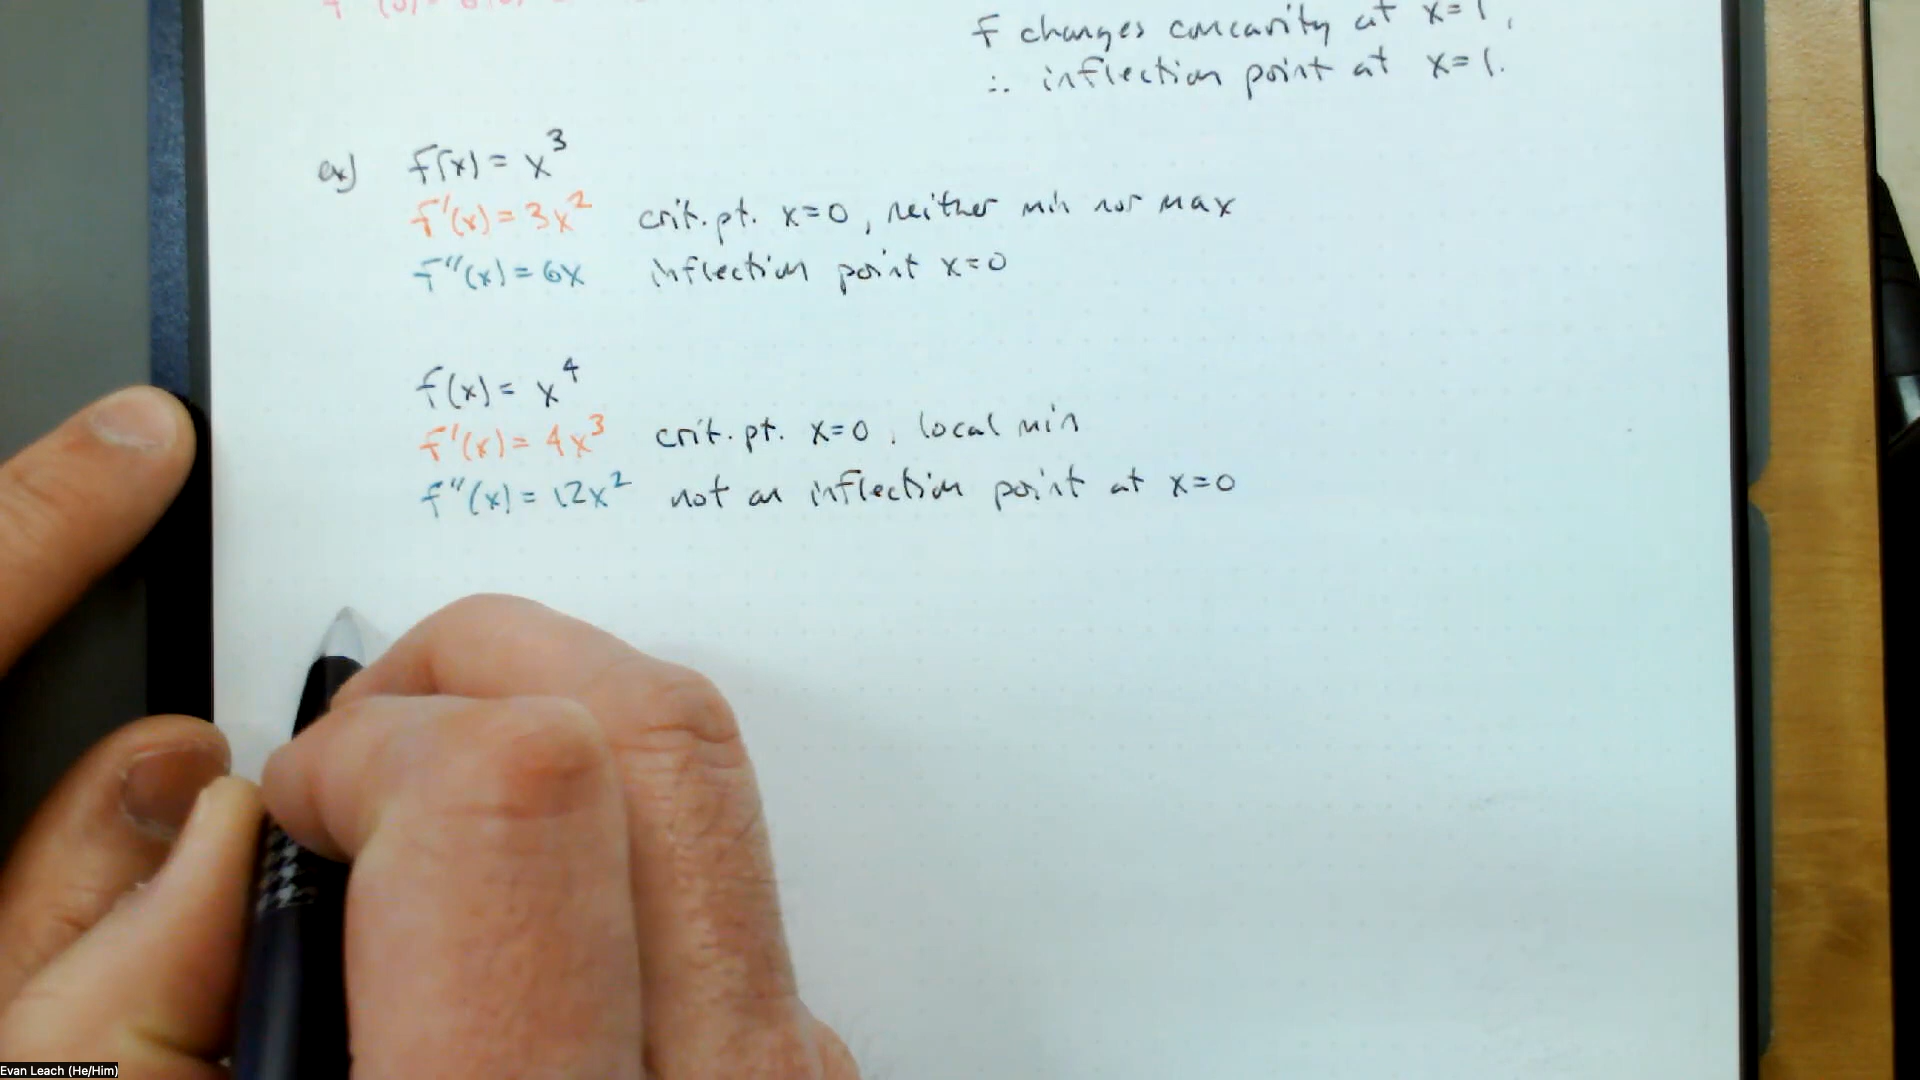 f changes concavity at x=1,
∴ inflection point at x=1.
ex) f(x) = x³
f'(x) = 3x² crit. pt. x=0, neither min nor max
f''(x) = 6x inflection point x=0
f(x) = x⁴
f'(x) = 4x³ crit. pt. x=0, local min
f''(x) = 12x² not an inflection point at x=0
Evan Leach (He/Him)